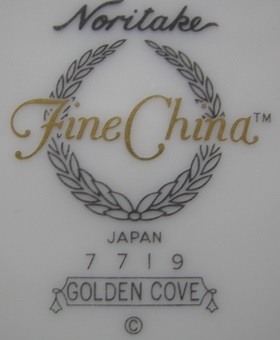 Noritake
Fine China™
JAPAN
7719
GOLDEN COVE
©